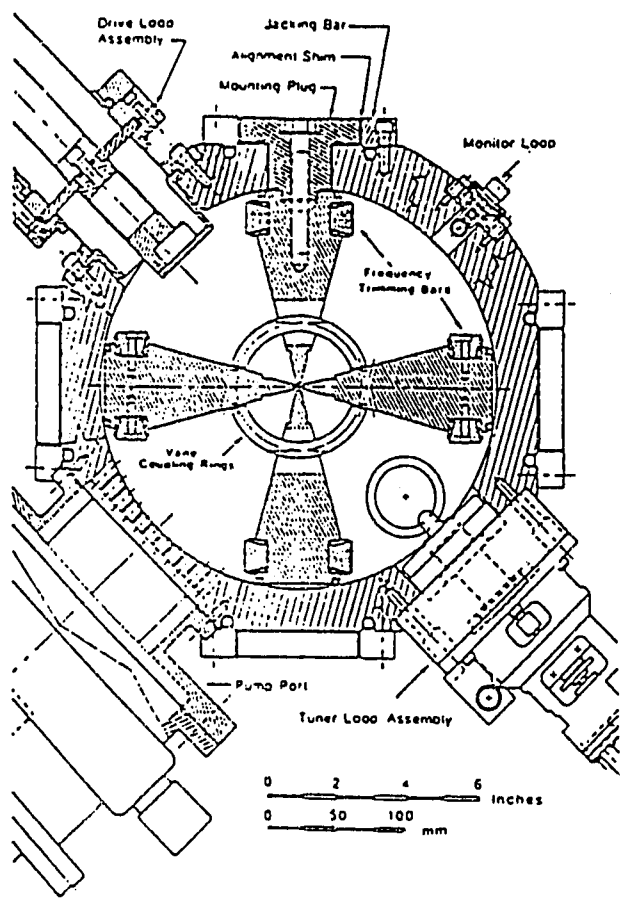 Drive Loop
Assembly
Jacking Bar
Alignment Shim
Mounting Plug
Monitor Loop
Frequency
Trimming Bars
Vane
Coupling Rings
Pump Port
Tuner Loop Assembly
0 2 4 6
Inches
0 50 100
mm